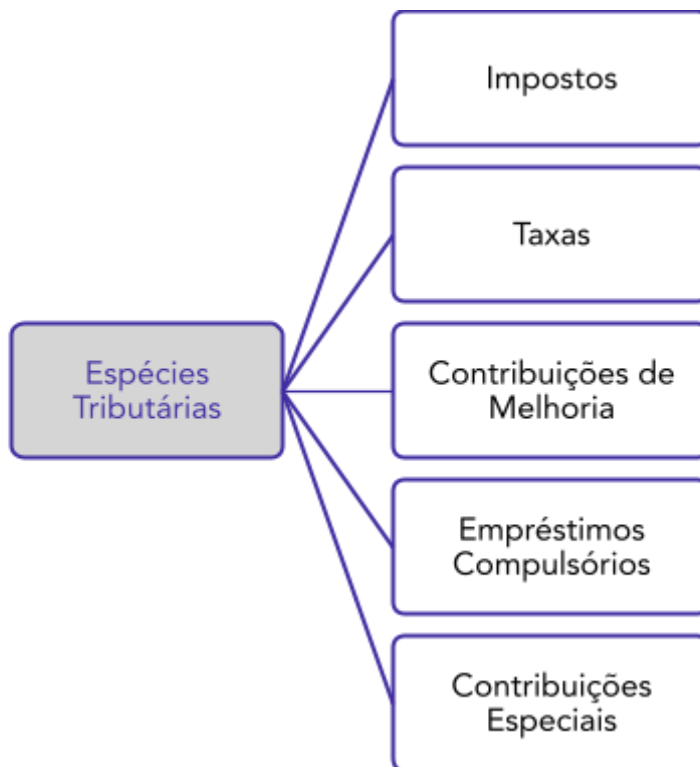 Impostos
Taxas
Espécies
Tributárias
Contribuições de
Melhoria
Empréstimos
Compulsórios
Contribuições
Especiais